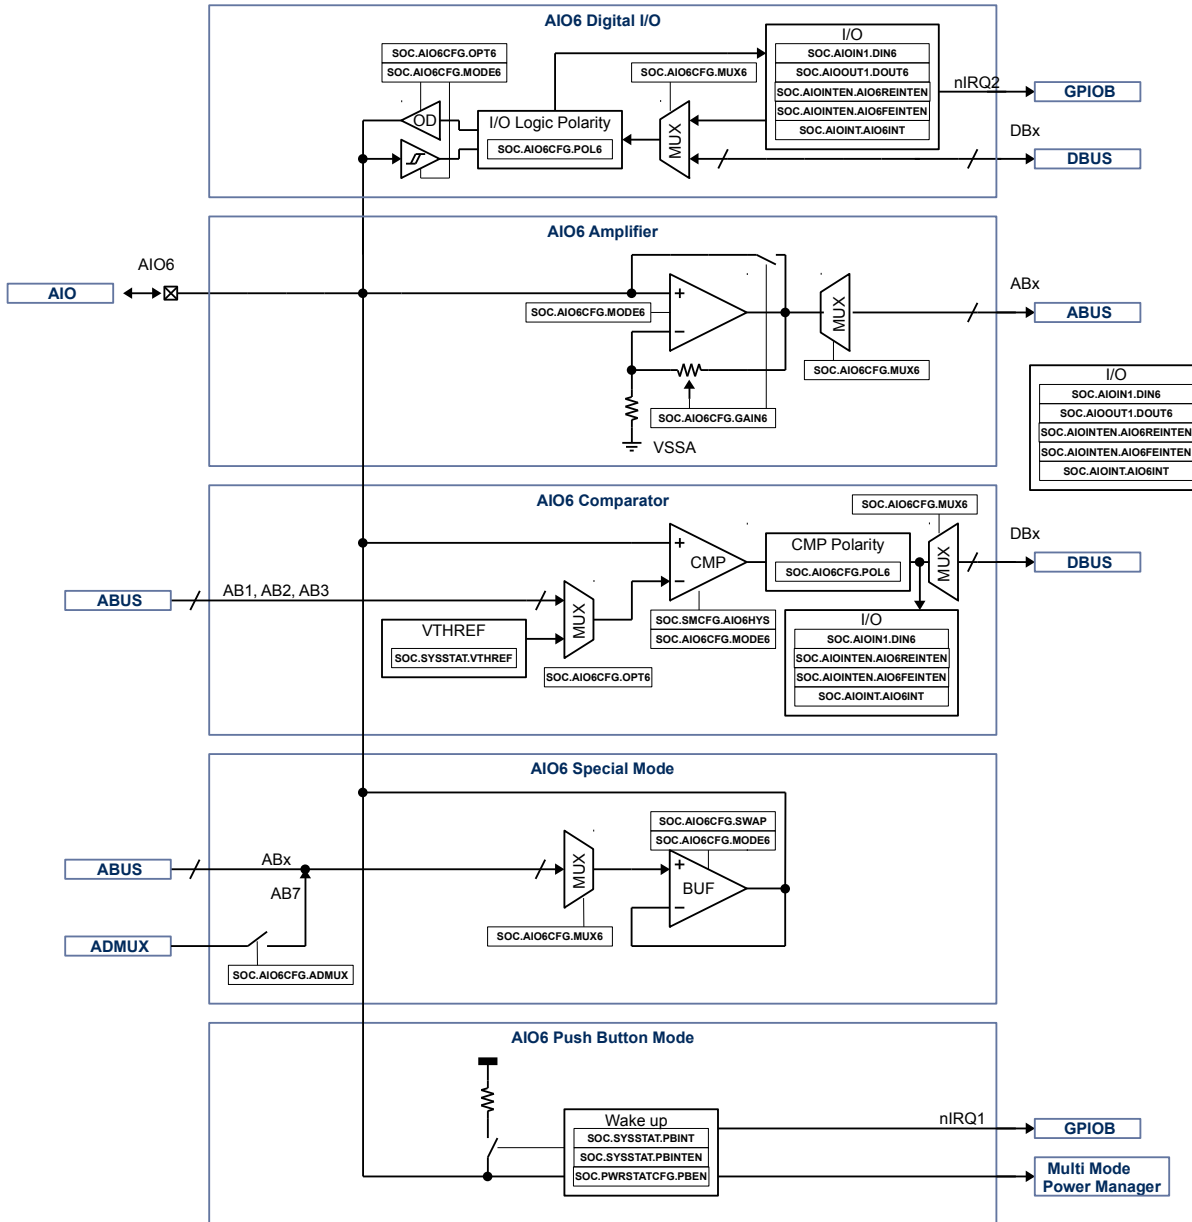 AIO6 Digital I/O
SOC.AIO6CFG.OPT6
SOC.AIO6CFG.MODE6
OD
I/O Logic Polarity
SOC.AIO6CFG.POL6
SOC.AIO6CFG.MUX6
MUX
I/O
SOC.AIOIN1.DIN6
SOC.AIOOUT1.DOUT6
SOC.AIOINTEN.AIO6REINTEN
SOC.AIOINTEN.AIO6FEINTEN
SOC.AIOINT.AIO6INT
nIRQ2
GPIOB
DBx
DBUS
AIO6 Amplifier
AIO6
AIO
SOC.AIO6CFG.MODE6
+
−
MUX
SOC.AIO6CFG.MUX6
SOC.AIO6CFG.GAIN6
VSSA
ABx
ABUS
I/O
SOC.AIOIN1.DIN6
SOC.AIOOUT1.DOUT6
SOC.AIOINTEN.AIO6REINTEN
SOC.AIOINTEN.AIO6FEINTEN
SOC.AIOINT.AIO6INT
AIO6 Comparator
ABUS
AB1, AB2, AB3
VTHREF
SOC.SYSSTAT.VTHREF
MUX
SOC.AIO6CFG.OPT6
+
CMP
−
SOC.SMCFG.AIO6HYS
SOC.AIO6CFG.MODE6
CMP Polarity
SOC.AIO6CFG.POL6
SOC.AIO6CFG.MUX6
MUX
DBx
DBUS
I/O
SOC.AIOIN1.DIN6
SOC.AIOINTEN.AIO6REINTEN
SOC.AIOINTEN.AIO6FEINTEN
SOC.AIOINT.AIO6INT
AIO6 Special Mode
ABUS
ABx
AB7
ADMUX
SOC.AIO6CFG.ADMUX
MUX
SOC.AIO6CFG.MUX6
SOC.AIO6CFG.SWAP
SOC.AIO6CFG.MODE6
+
BUF
−
AIO6 Push Button Mode
Wake up
SOC.SYSSTAT.PBINT
SOC.SYSSTAT.PBINTEN
SOC.PWRSTATCFG.PBEN
nIRQ1
GPIOB
Multi Mode
Power Manager